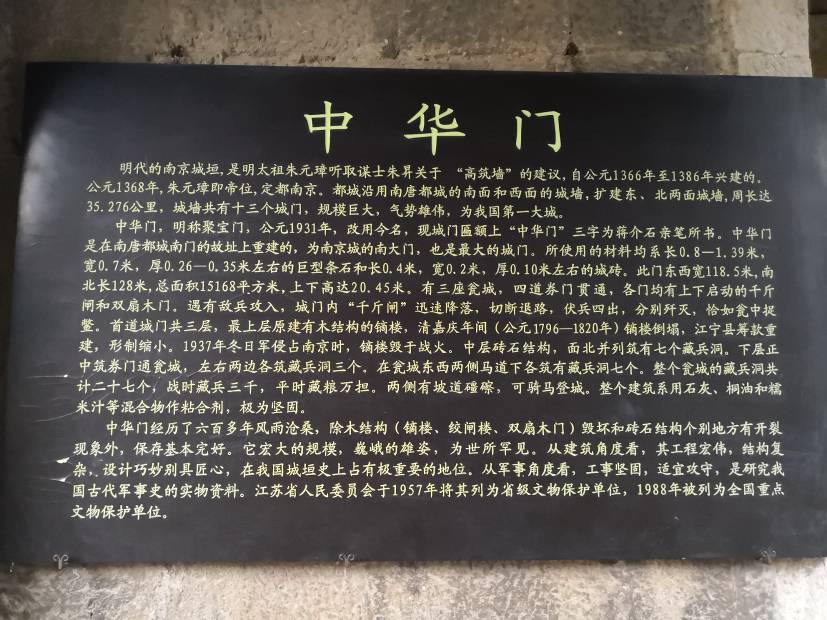 中华门
明代的南京城垣,是明太祖朱元璋听取谋士朱昇关于 “高筑墙”的建议,自公元1366年至1386年兴建的。
公元1368年,朱元璋即帝位,定都南京。都城沿用南唐都城的南面和西面的城墙,扩建东、北两面城墙,周长达
35.276公里,城墙共有十三个城门,规模巨大,气势雄伟,为我国第一大城。
中华门,明称聚宝门,公元1931年,改用今名,现城门匾额上“中华门”三字为蒋介石亲笔所书。中华门
是在南唐都城南门的故址上重建的,为南京城的南大门,也是最大的城门。所使用的材料均系长0.8—1.39米,
宽0.7米,厚0.26—0.35米左右的巨型条石和长0.4米,宽0.2米,厚0.10米左右的城砖。此门东西宽118.5米,南
北长128米,总面积15168平方米,上下高达20.45米。有三座瓮城,四道券门贯通,各门均有上下启动的千斤
闸和双扇木门。遇有敌兵攻入,城门内“千斤闸”迅速降落,切断退路,伏兵四出,分别歼灭,恰如瓮中捉
鳖。首道城门共三层,最上层原建有木结构的镝楼,清嘉庆年间(公元1796—1820年)镝楼倒塌,江宁县筹款重
建,形制缩小。1937年冬日军侵占南京时,镝楼毁于战火。中层砖石结构,面北并列筑有七个藏兵洞。下层正
中筑券门通瓮城,左右两边各筑藏兵洞三个,在瓮城东西两侧马道下各筑有藏兵洞七个。整个瓮城的藏兵洞共
计二十七个,战时藏兵三千,平时藏粮万担。两侧有坡道礓磜,可骑马登城。整个建筑系用石灰、桐油和糯
米汁等混合物作粘合剂,极为坚固。
中华门经历了六百多年风雨沧桑,除木结构(镝楼、绞闸楼、双扇木门)毁坏和砖石结构个别地方有开裂
现象外,保存基本完好。它宏大的规模,巍峨的雄姿,为世所罕见。从建筑角度看,其工程宏伟,结构复
杂,设计巧妙别具匠心,在我国城垣史上占有极重要的地位。从军事角度看,工事坚固,适宜攻守,是研究我
国古代军事史的实物资料。江苏省人民委员会于1957年将其列为省级文物保护单位,1988年被列为全国重点
文物保护单位。